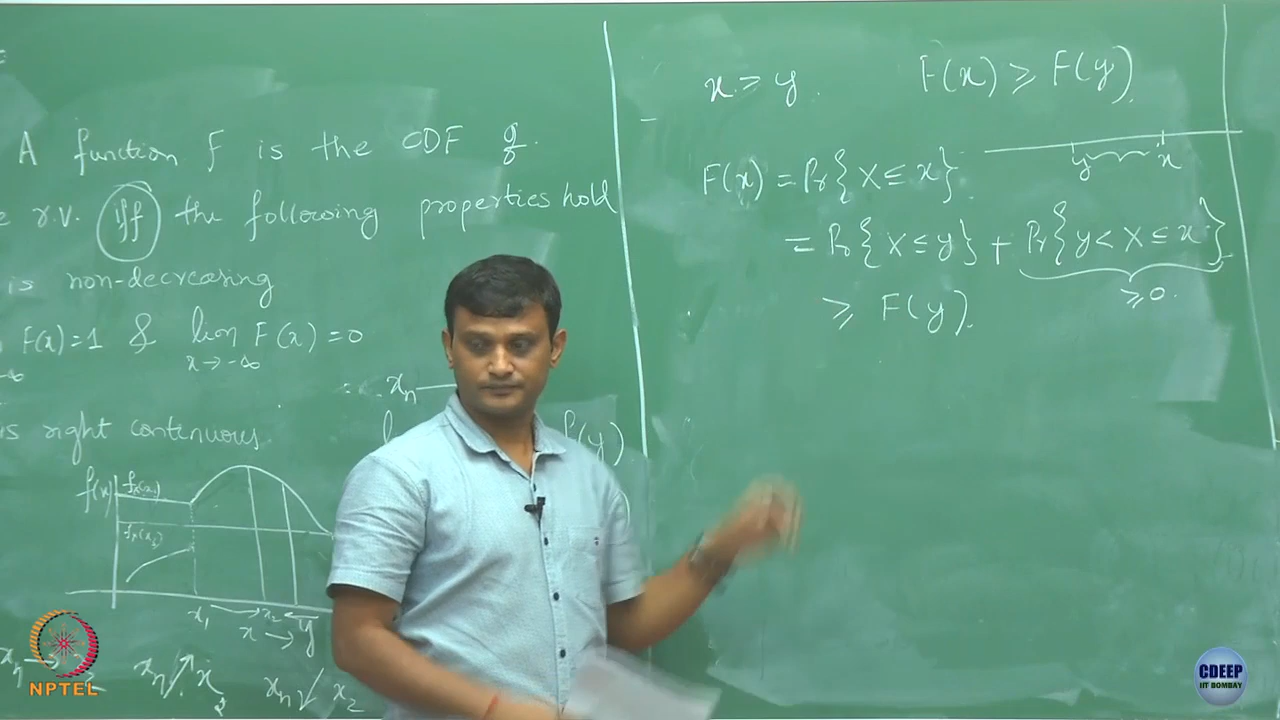 A function F is the CDF of
r.v. iff the following properties hold
is non-decreasing
F(x)=1 & lim F(x)=0
x→-∞
-∞
xn
is right continuous.
f(y).
f(x)
x1 → x2 ← y
x → y
xn ↗ x
xn ↙ x2
x ≥ y. F(x) ≥ F(y).
y x
F(x) = Pr{X ≤ x}.
= Pr{X ≤ y} + Pr{y < X ≤ x}
≥ 0.
≥ F(y).
NPTEL
CDEEP
IIT BOMBAY